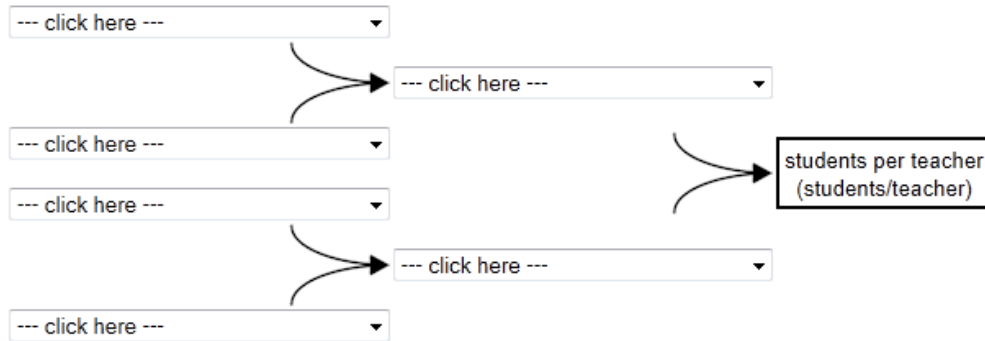 --- click here ---
--- click here ---
--- click here ---
students per teacher
(students/teacher)
--- click here ---
--- click here ---
--- click here ---